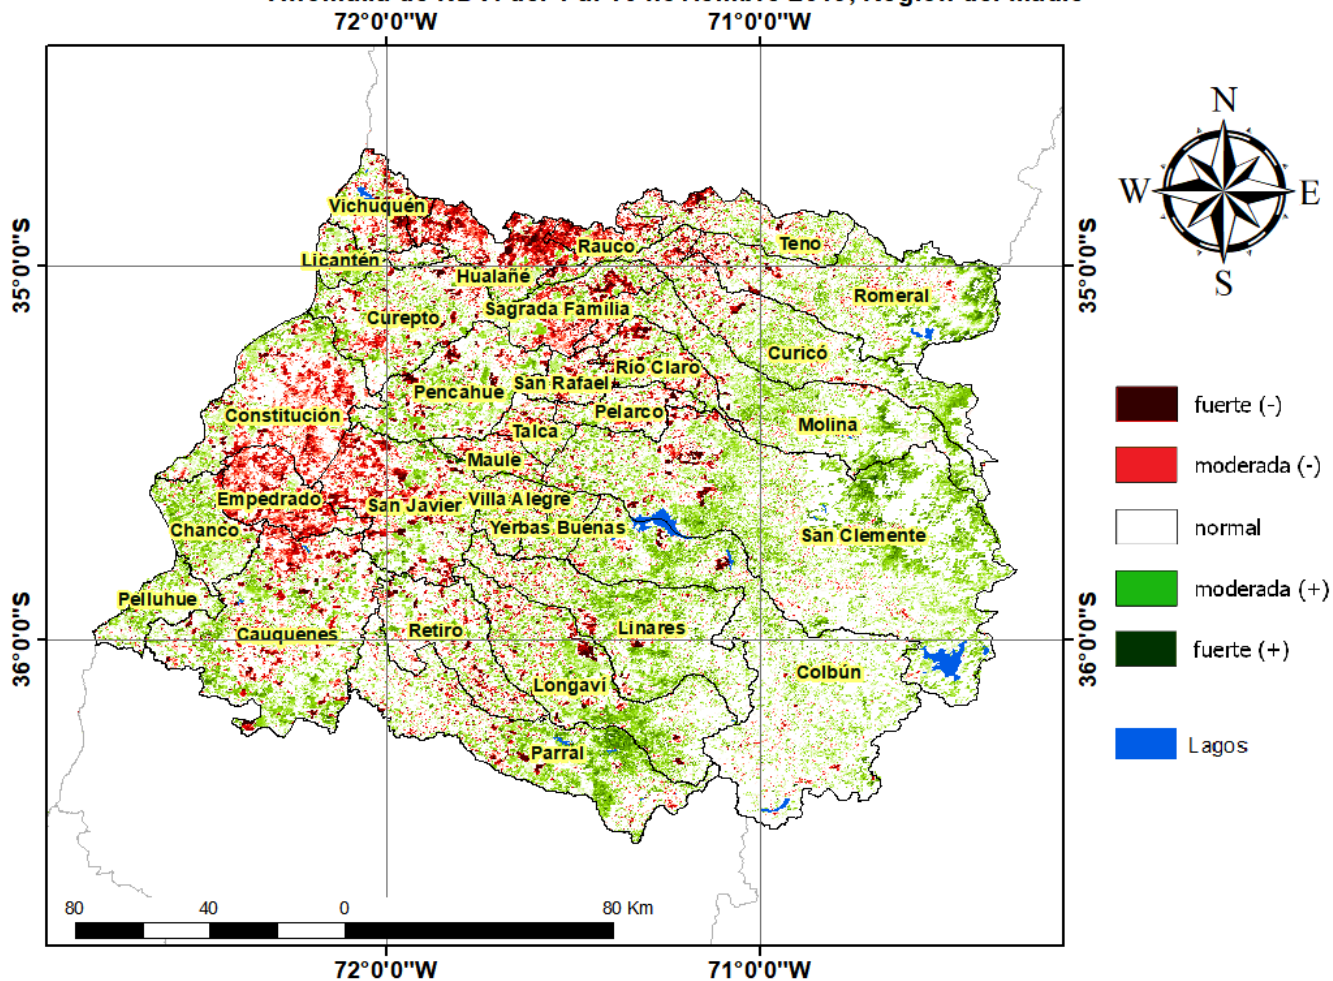 72°0'0"W
71°0'0"W
N
W
E
S
35°0'0"S
35°0'0"S
36°0'0"S
36°0'0"S
Vichuquén
Licantén
Hualañé
Rauco
Teno
Romeral
Curepto
Sagrada Familia
Curicó
Río Claro
San Rafael
Pencahue
Constitución
Pelarco
Molina
Talca
Maule
Empedrado
San Javier
Villa Alegre
Yerbas Buenas
San Clemente
Chanco
Pelluhue
Cauquenes
Retiro
Linares
Longaví
Colbún
Parral
fuerte (-)
moderada (-)
normal
moderada (+)
fuerte (+)
Lagos
80
40
0
80 Km
72°0'0"W
71°0'0"W